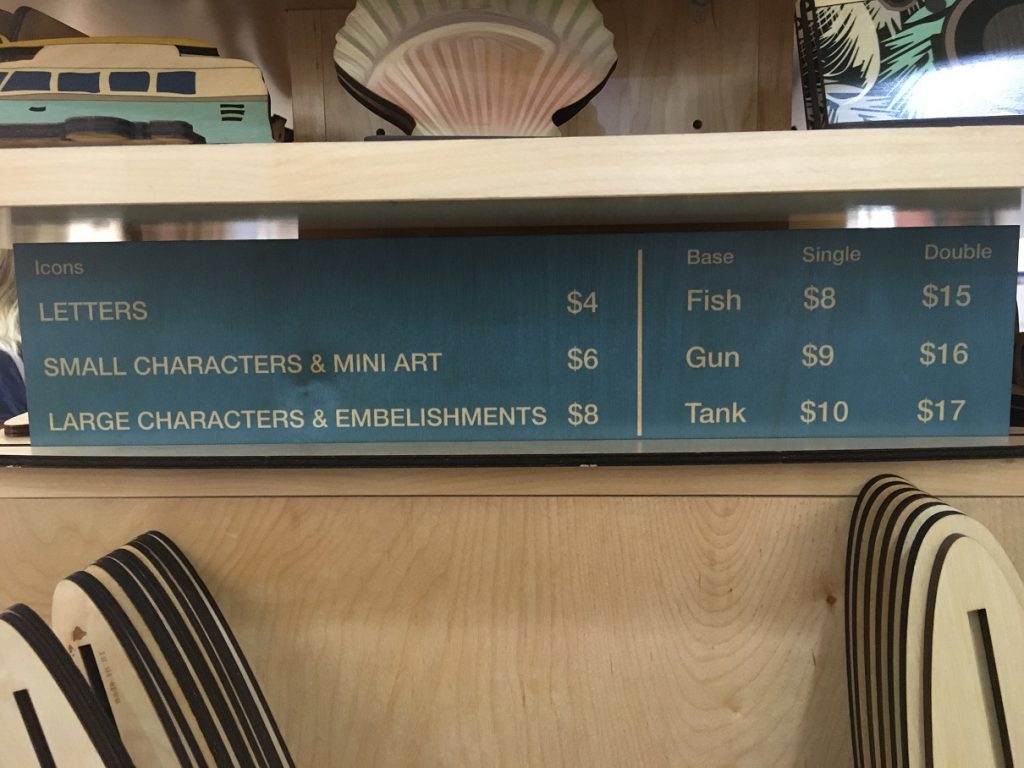 Icons
LETTERS $4
SMALL CHARACTERS & MINI ART $6
LARGE CHARACTERS & EMBELISHMENTS $8
Base Single Double
Fish $8 $15
Gun $9 $16
Tank $10 $17